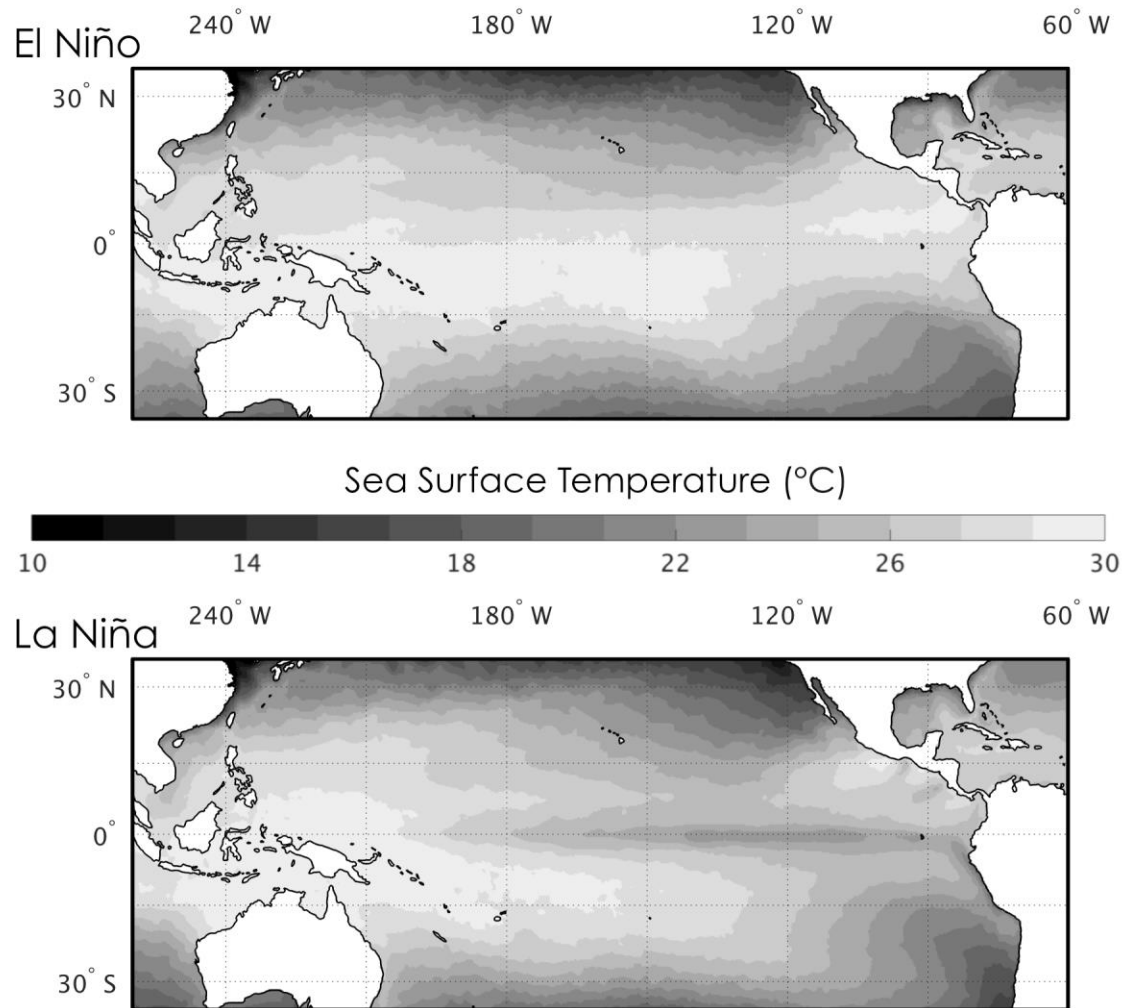 240° W 180° W 120° W 60° W
El Niño
30° N
0°
30° S
Sea Surface Temperature (°C)
10 14 18 22 26 30
240° W 180° W 120° W 60° W
La Niña
30° N
0°
30° S